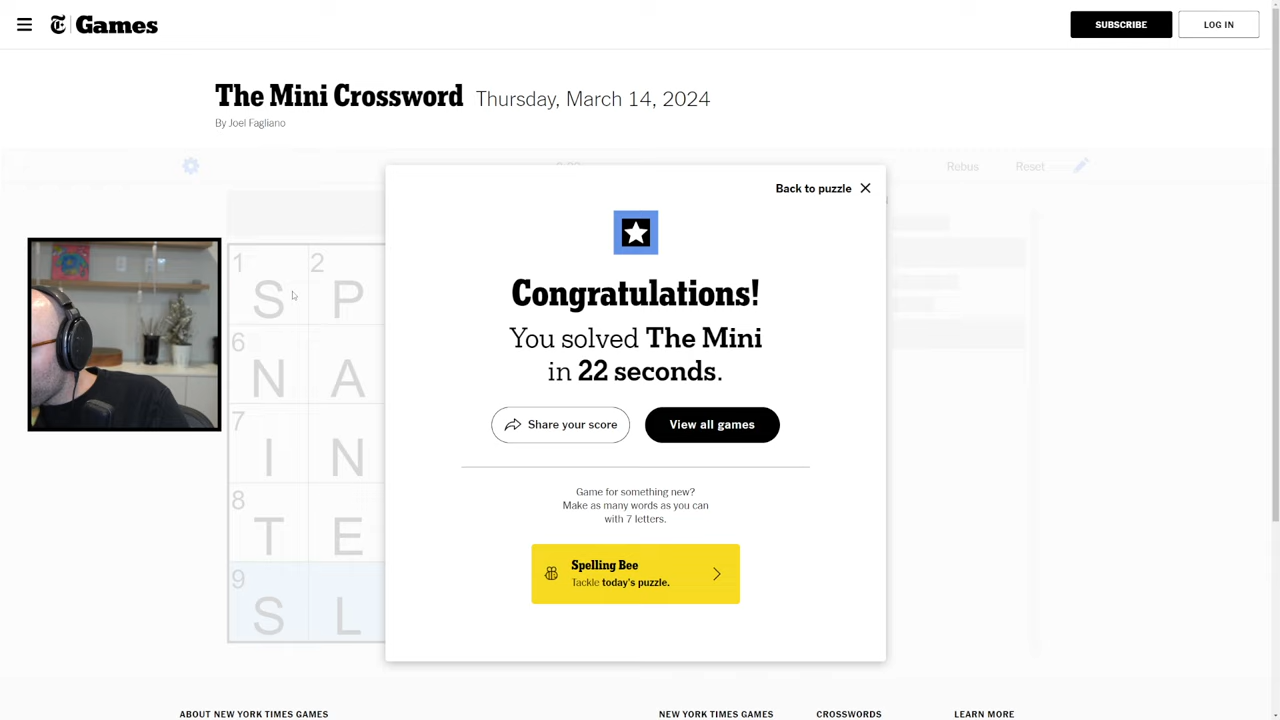 Games
SUBSCRIBE
LOG IN
The Mini Crossword Thursday, March 14, 2024
By Joel Fagliano
Rebus
Reset
Back to puzzle
Congratulations!
You solved The Mini
in 22 seconds.
Share your score
View all games
Game for something new?
Make as many words as you can
with 7 letters.
Spelling Bee
Tackle today's puzzle.
1 2
S P
6
N A
7
I N
8
T E
9
S L
ABOUT NEW YORK TIMES GAMES
NEW YORK TIMES GAMES
CROSSWORDS
LEARN MORE